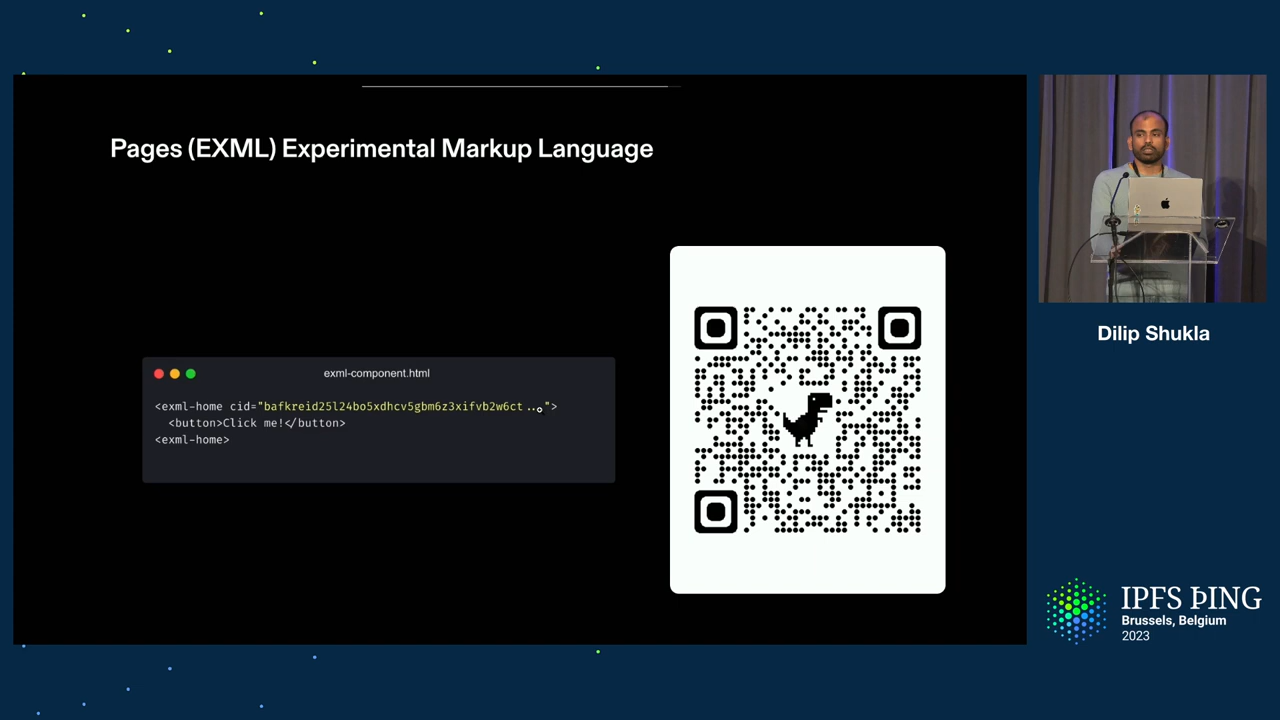 Pages (EXML) Experimental Markup Language
exml-component.html
<exml-home cid="bafkreid25l24bo5xdhcv5gbm6z3xifvb2w6ct...">
<button>Click me!</button>
<exml-home>
Dilip Shukla
IPFS ÞING
Brussels, Belgium
2023